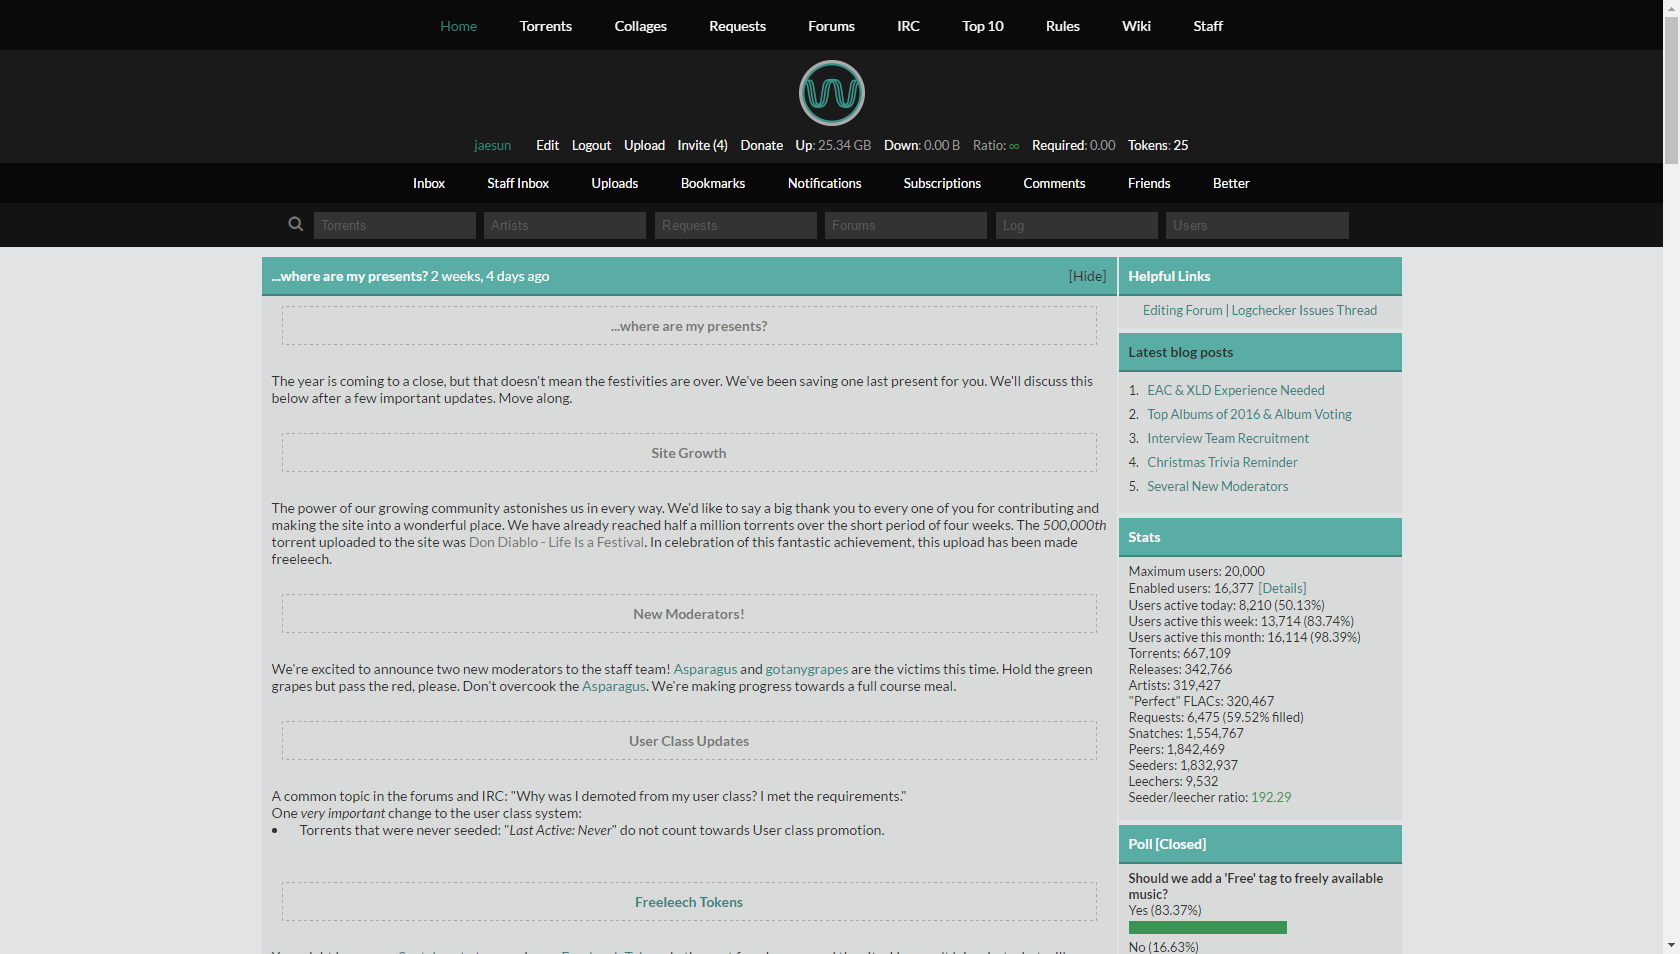 Home Torrents Collages Requests Forums IRC Top 10 Rules Wiki Staff
jaesun Edit Logout Upload Invite (4) Donate Up: 25.34 GB Down: 0.00 B Ratio: ∞ Required: 0.00 Tokens: 25
Inbox Staff Inbox Uploads Bookmarks Notifications Subscriptions Comments Friends Better
Torrents Artists Requests Forums Log Users
...where are my presents? 2 weeks, 4 days ago [Hide]
...where are my presents?
The year is coming to a close, but that doesn't mean the festivities are over. We've been saving one last present for you. We'll discuss this
below after a few important updates. Move along.
Site Growth
The power of our growing community astonishes us in every way. We'd like to say a big thank you to every one of you for contributing and
making the site into a wonderful place. We have already reached half a million torrents over the short period of four weeks. The 500,000th
torrent uploaded to the site was Don Diablo - Life Is a Festival. In celebration of this fantastic achievement, this upload has been made
freeleech.
New Moderators!
We're excited to announce two new moderators to the staff team! Asparagus and gotanygrapes are the victims this time. Hold the green
grapes but pass the red, please. Don't overcook the Asparagus. We're making progress towards a full course meal.
User Class Updates
A common topic in the forums and IRC: "Why was I demoted from my user class? I met the requirements."
One very important change to the user class system:
• Torrents that were never seeded: "Last Active: Never" do not count towards User class promotion.
Freeleech Tokens
Helpful Links
Editing Forum | Logchecker Issues Thread
Latest blog posts
1. EAC & XLD Experience Needed
2. Top Albums of 2016 & Album Voting
3. Interview Team Recruitment
4. Christmas Trivia Reminder
5. Several New Moderators
Stats
Maximum users: 20,000
Enabled users: 16,377 [Details]
Users active today: 8,210 (50.13%)
Users active this week: 13,714 (83.74%)
Users active this month: 16,114 (98.39%)
Torrents: 667,109
Releases: 342,766
Artists: 319,427
"Perfect" FLACs: 320,467
Requests: 6,475 (59.52% filled)
Snatches: 1,554,767
Peers: 1,842,469
Seeders: 1,832,937
Leechers: 9,532
Seeder/leecher ratio: 192.29
Poll [Closed]
Should we add a 'Free' tag to freely available
music?
Yes (83.37%)
No (16.63%)